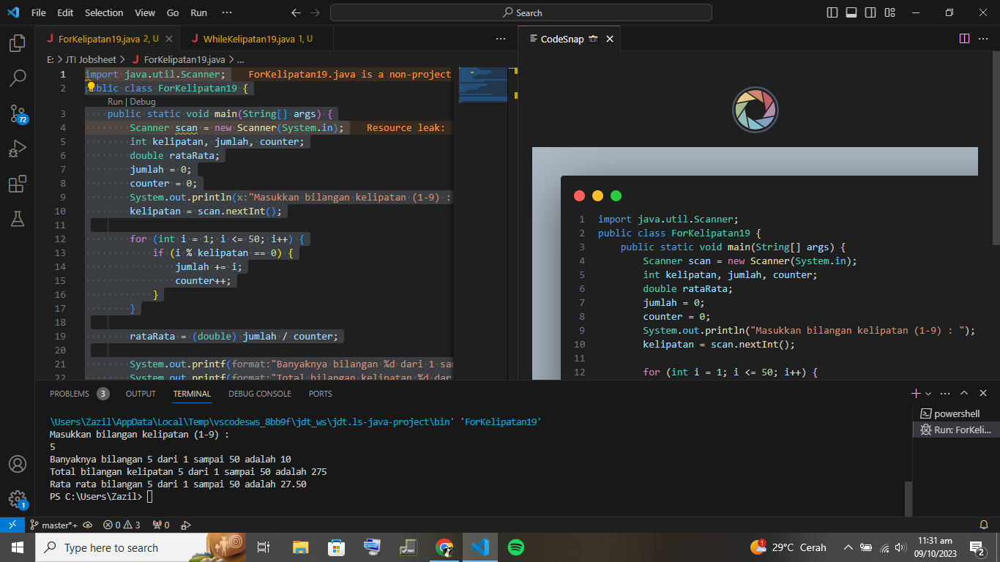 File Edit Selection View Go Run ··· Search
ForKelipatan19.java 2, U
WhileKelipatan19.java 1, U
E: > JTI Jobsheet > ForKelipatan19.java > ...
1 import java.util.Scanner; ForKelipatan19.java is a non-project
2 public class ForKelipatan19 {
Run | Debug
3 public static void main(String[] args) {
4 Scanner scan = new Scanner(System.in); Resource leak:
5 int kelipatan, jumlah, counter;
6 double rataRata;
7 jumlah = 0;
8 counter = 0;
9 System.out.println(x:"Masukkan bilangan kelipatan (1-9) :
10 kelipatan = scan.nextInt();
11
12 for (int i = 1; i <= 50; i++) {
13 if (i % kelipatan == 0) {
14 jumlah += i;
15 counter++;
16 }
17 }
18
19 rataRata = (double) jumlah / counter;
20
21 System.out.printf(format:"Banyaknya bilangan %d dari 1 sam
22 System.out.printf(format:"Total bilangan kelipatan %d dar
CodeSnap
1 import java.util.Scanner;
2 public class ForKelipatan19 {
3 public static void main(String[] args) {
4 Scanner scan = new Scanner(System.in);
5 int kelipatan, jumlah, counter;
6 double rataRata;
7 jumlah = 0;
8 counter = 0;
9 System.out.println("Masukkan bilangan kelipatan (1-9) : ");
10 kelipatan = scan.nextInt();
11
12 for (int i = 1; i <= 50; i++) {
72
1
PROBLEMS 3 OUTPUT TERMINAL DEBUG CONSOLE PORTS
\Users\Zazil\AppData\Local\Temp\vscodesws_8bb9f\jdt_ws\jdt.ls-java-project\bin' 'ForKelipatan19'
Masukkan bilangan kelipatan (1-9) :
5
Banyaknya bilangan 5 dari 1 sampai 50 adalah 10
Total bilangan kelipatan 5 dari 1 sampai 50 adalah 275
Rata rata bilangan 5 dari 1 sampai 50 adalah 27.50
PS C:\Users\Zazil>
powershell
Run: ForKeli...
master*+ 0 3 0
Type here to search
1 29°C Cerah
11:31 am
09/10/2023
2